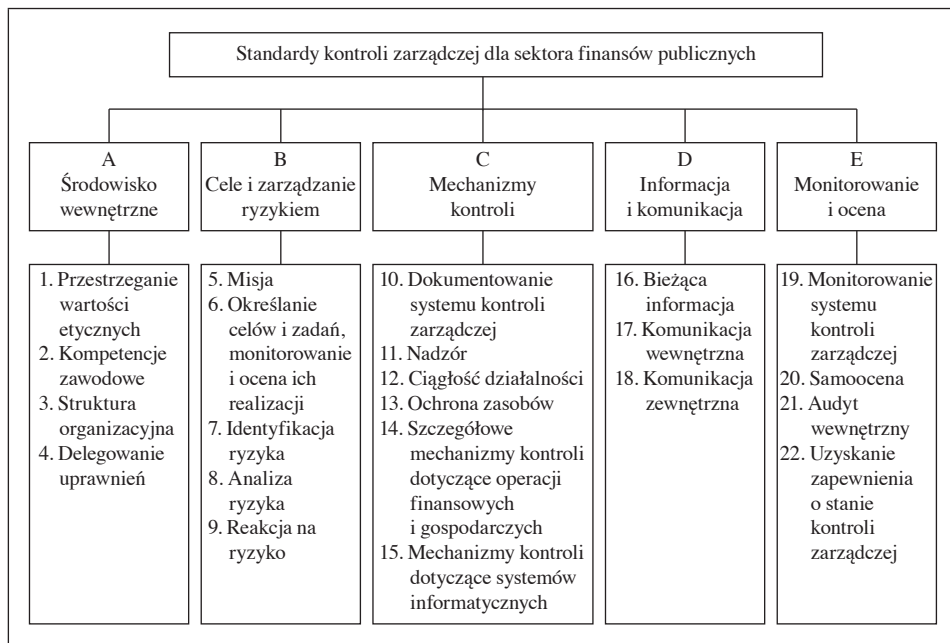 Standardy kontroli zarządczej dla sektora finansów publicznych
A
Środowisko
wewnętrzne
B
Cele i zarządzanie
ryzykiem
C
Mechanizmy
kontroli
D
Informacja
i komunikacja
E
Monitorowanie
i ocena
1. Przestrzeganie
wartości
etycznych
2. Kompetencje
zawodowe
3. Struktura
organizacyjna
4. Delegowanie
uprawnień
5. Misja
6. Określanie
celów i zadań,
monitorowanie
i ocena ich
realizacji
7. Identyfikacja
ryzyka
8. Analiza
ryzyka
9. Reakcja na
ryzyko
10. Dokumentowanie
systemu kontroli
zarządczej
11. Nadzór
12. Ciągłość działalności
13. Ochrona zasobów
14. Szczegółowe
mechanizmy kontroli
dotyczące operacji
finansowych
i gospodarczych
15. Mechanizmy kontroli
dotyczące systemów
informatycznych
16. Bieżąca
informacja
17. Komunikacja
wewnętrzna
18. Komunikacja
zewnętrzna
19. Monitorowanie
systemu
kontroli
zarządczej
20. Samoocena
21. Audyt
wewnętrzny
22. Uzyskanie
zapewnienia
o stanie
kontroli
zarządczej